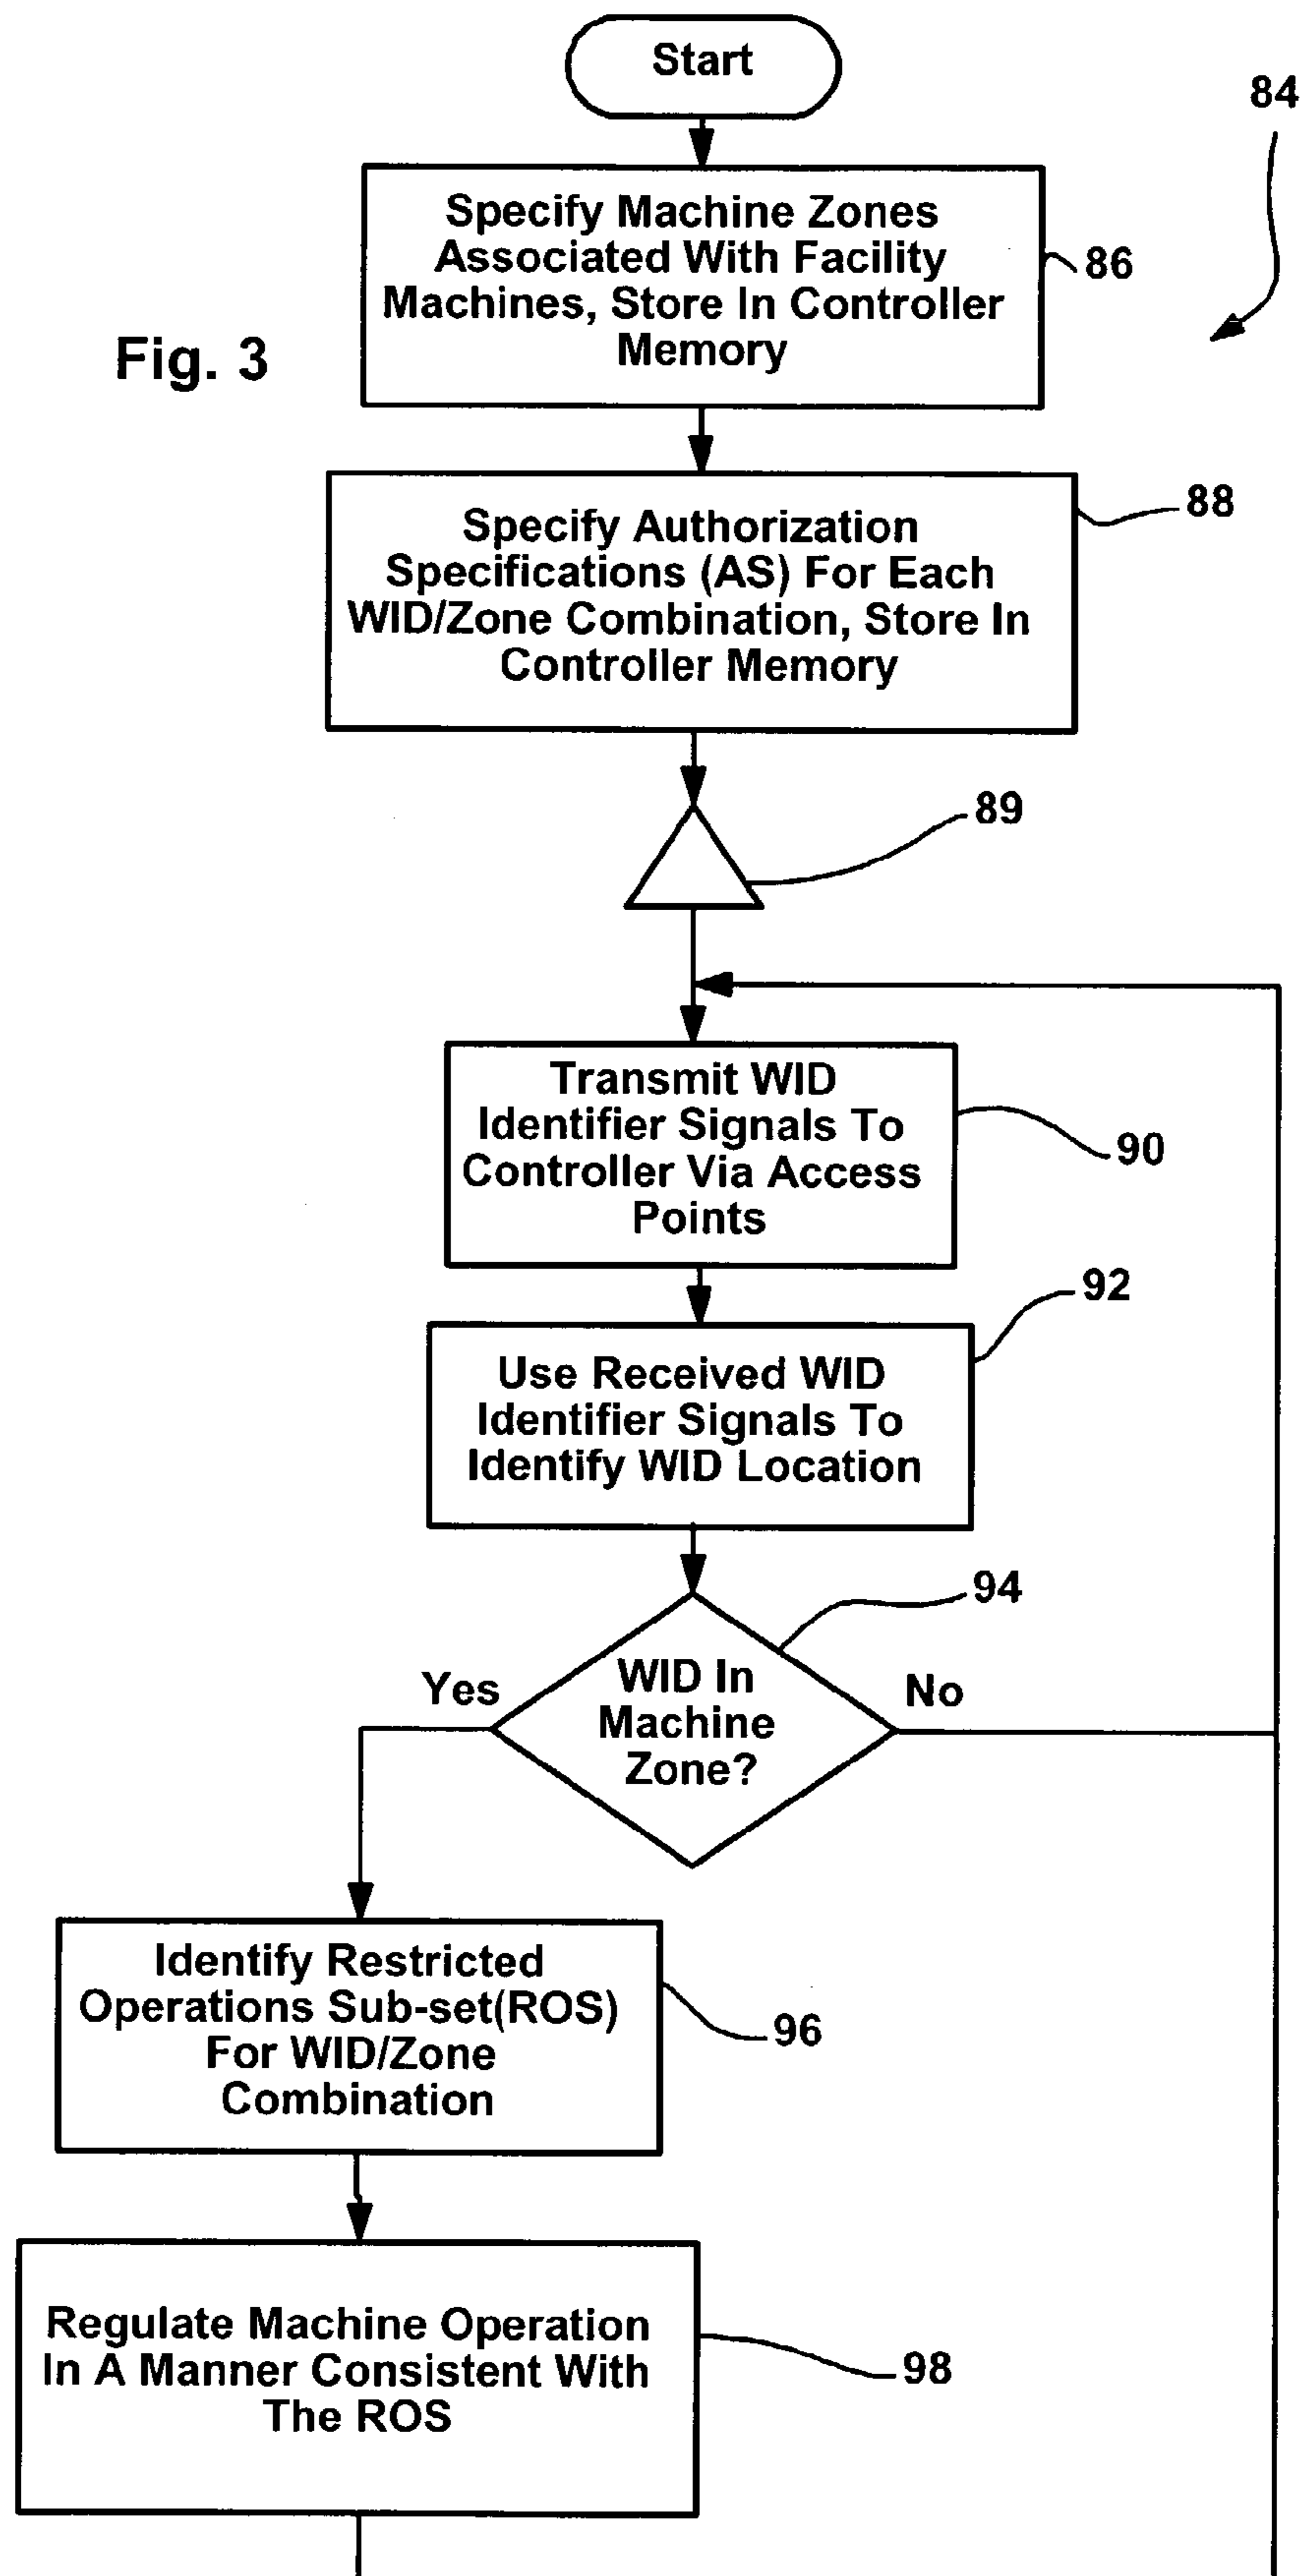 Start
84
Specify Machine Zones
Associated With Facility
Machines, Store In Controller
Memory
86
Fig. 3
Specify Authorization
Specifications (AS) For Each
WID/Zone Combination, Store In
Controller Memory
88
89
Transmit WID
Identifier Signals To
Controller Via Access
Points
90
Use Received WID
Identifier Signals To
Identify WID Location
92
94
WID In
Machine
Zone?
Yes
No
Identify Restricted
Operations Sub-set(ROS)
For WID/Zone
Combination
96
Regulate Machine Operation
In A Manner Consistent With
The ROS
98